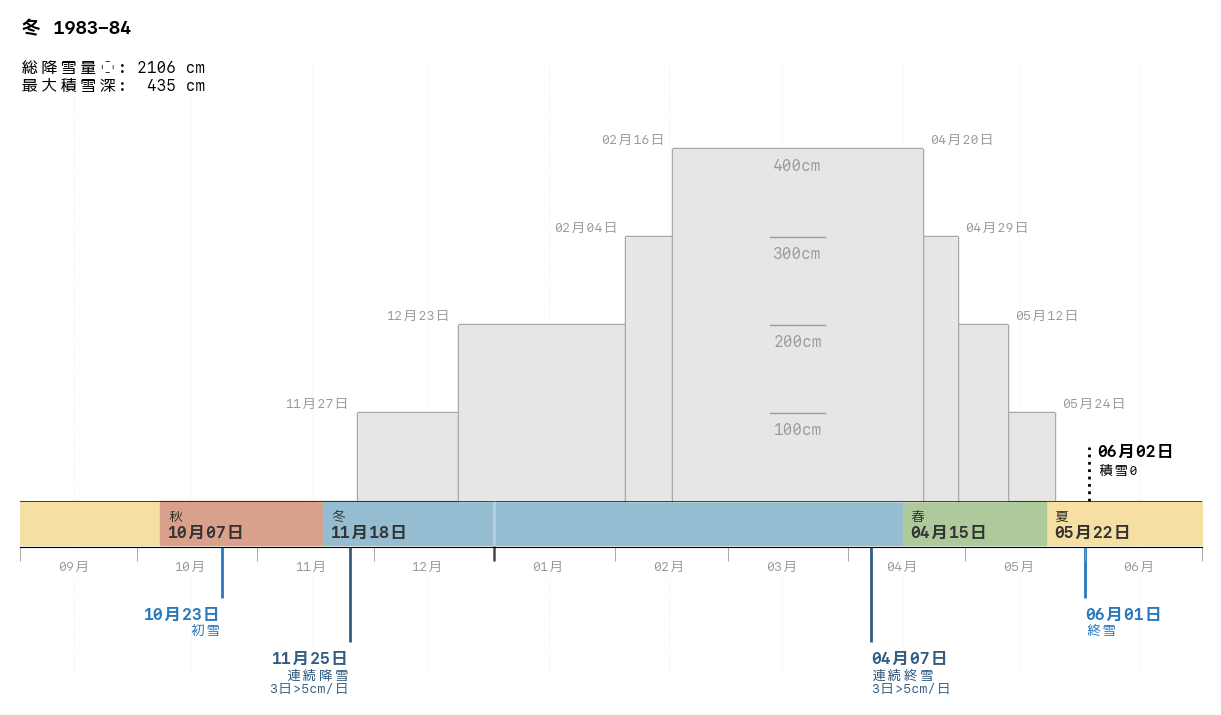 冬 1983−84
総降雪量: 2106 cm
最大積雪深: 435 cm
02月16日
04月20日
400cm
02月04日
04月29日
300cm
12月23日
05月12日
200cm
11月27日
05月24日
100cm
06月02日
積雪0
秋
10月07日
冬
11月18日
春
04月15日
夏
05月22日
09月
10月
11月
12月
01月
02月
03月
04月
05月
06月
10月23日
初雪
06月01日
終雪
11月25日
連続降雪
3日>5cm/日
04月07日
連続終雪
3日>5cm/日